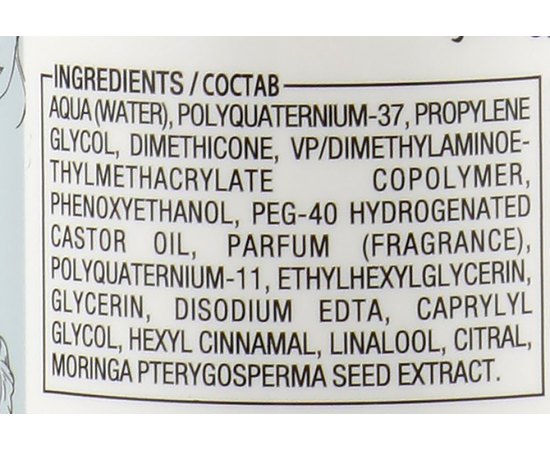 INGREDIENTS / СОСТАВ
AQUA (WATER), POLYQUATERNIUM-37, PROPYLENE
GLYCOL, DIMETHICONE, VP/DIMETHYLAMINOE-
THYLMETHACRYLATE COPOLYMER,
PHENOXYETHANOL, PEG-40 HYDROGENATED
CASTOR OIL, PARFUM (FRAGRANCE),
POLYQUATERNIUM-11, ETHYLHEXYLGLYCERIN,
GLYCERIN, DISODIUM EDTA, CAPRYLYL
GLYCOL, HEXYL CINNAMAL, LINALOOL, CITRAL,
MORINGA PTERYGOSPERMA SEED EXTRACT.